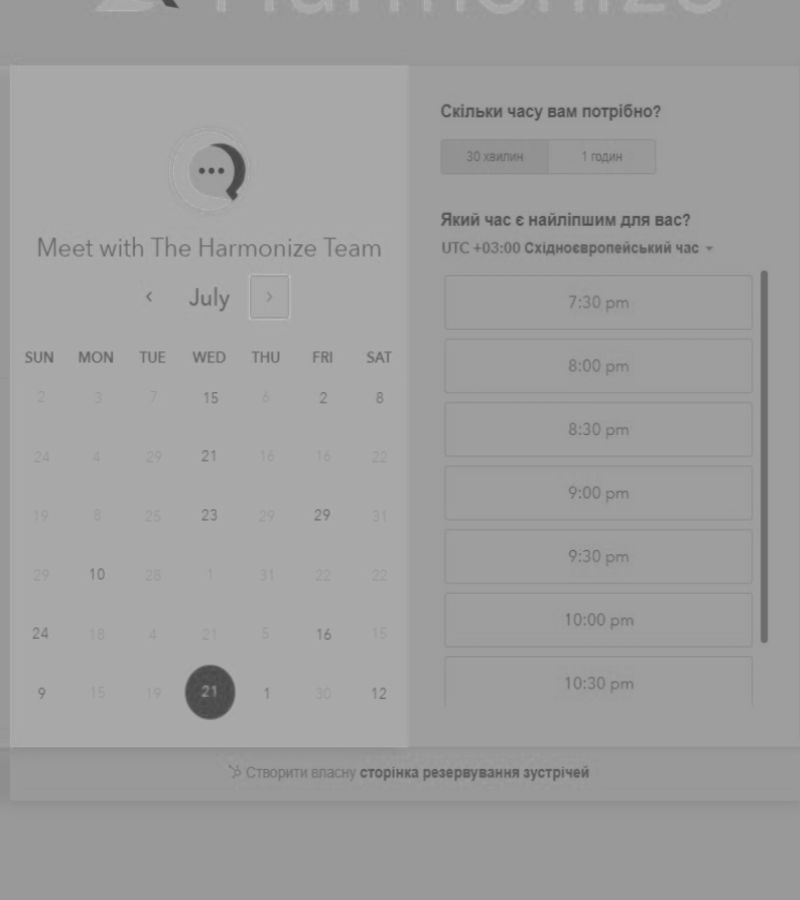 Harmonize
Meet with The Harmonize Team
July
SUN MON TUE WED THU FRI SAT
2 3 7 15 6 2 8
24 4 29 21 16 16 22
19 8 25 23 29 29 31
29 10 28 1 31 22 22
24 18 4 21 5 16 15
9 15 19 21 1 30 12
Скільки часу вам потрібно?
30 хвилин 1 годин
Який час є найліпшим для вас?
UTC +03:00 Східноєвропейський час
7:30 pm
8:00 pm
8:30 pm
9:00 pm
9:30 pm
10:00 pm
10:30 pm
Створити власну сторінка резервування зустрічей